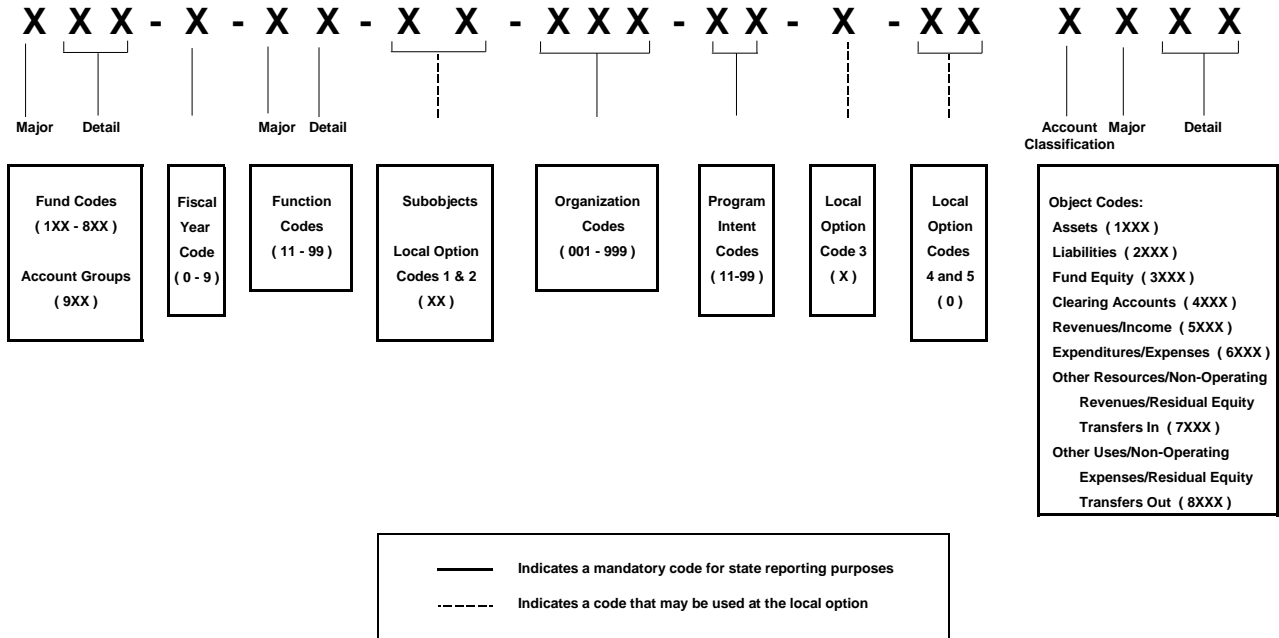 X X X - X - X X - X X - X X X - X X - X - X X X X X X
Major Detail Major Detail Account Major Detail
Classification
Fund Codes
( 1XX - 8XX )
Account Groups
( 9XX )
Fiscal
Year
Code
( 0 - 9 )
Function
Codes
( 11 - 99 )
Subobjects
Local Option
Codes 1 & 2
( XX )
Organization
Codes
( 001 - 999 )
Program
Intent
Codes
( 11-99 )
Local
Option
Code 3
( X )
Local
Option
Codes
4 and 5
( 0 )
Object Codes:
Assets ( 1XXX )
Liabilities ( 2XXX )
Fund Equity ( 3XXX )
Clearing Accounts ( 4XXX )
Revenues/Income ( 5XXX )
Expenditures/Expenses ( 6XXX )
Other Resources/Non-Operating
Revenues/Residual Equity
Transfers In ( 7XXX )
Other Uses/Non-Operating
Expenses/Residual Equity
Transfers Out ( 8XXX )
Indicates a mandatory code for state reporting purposes
Indicates a code that may be used at the local option